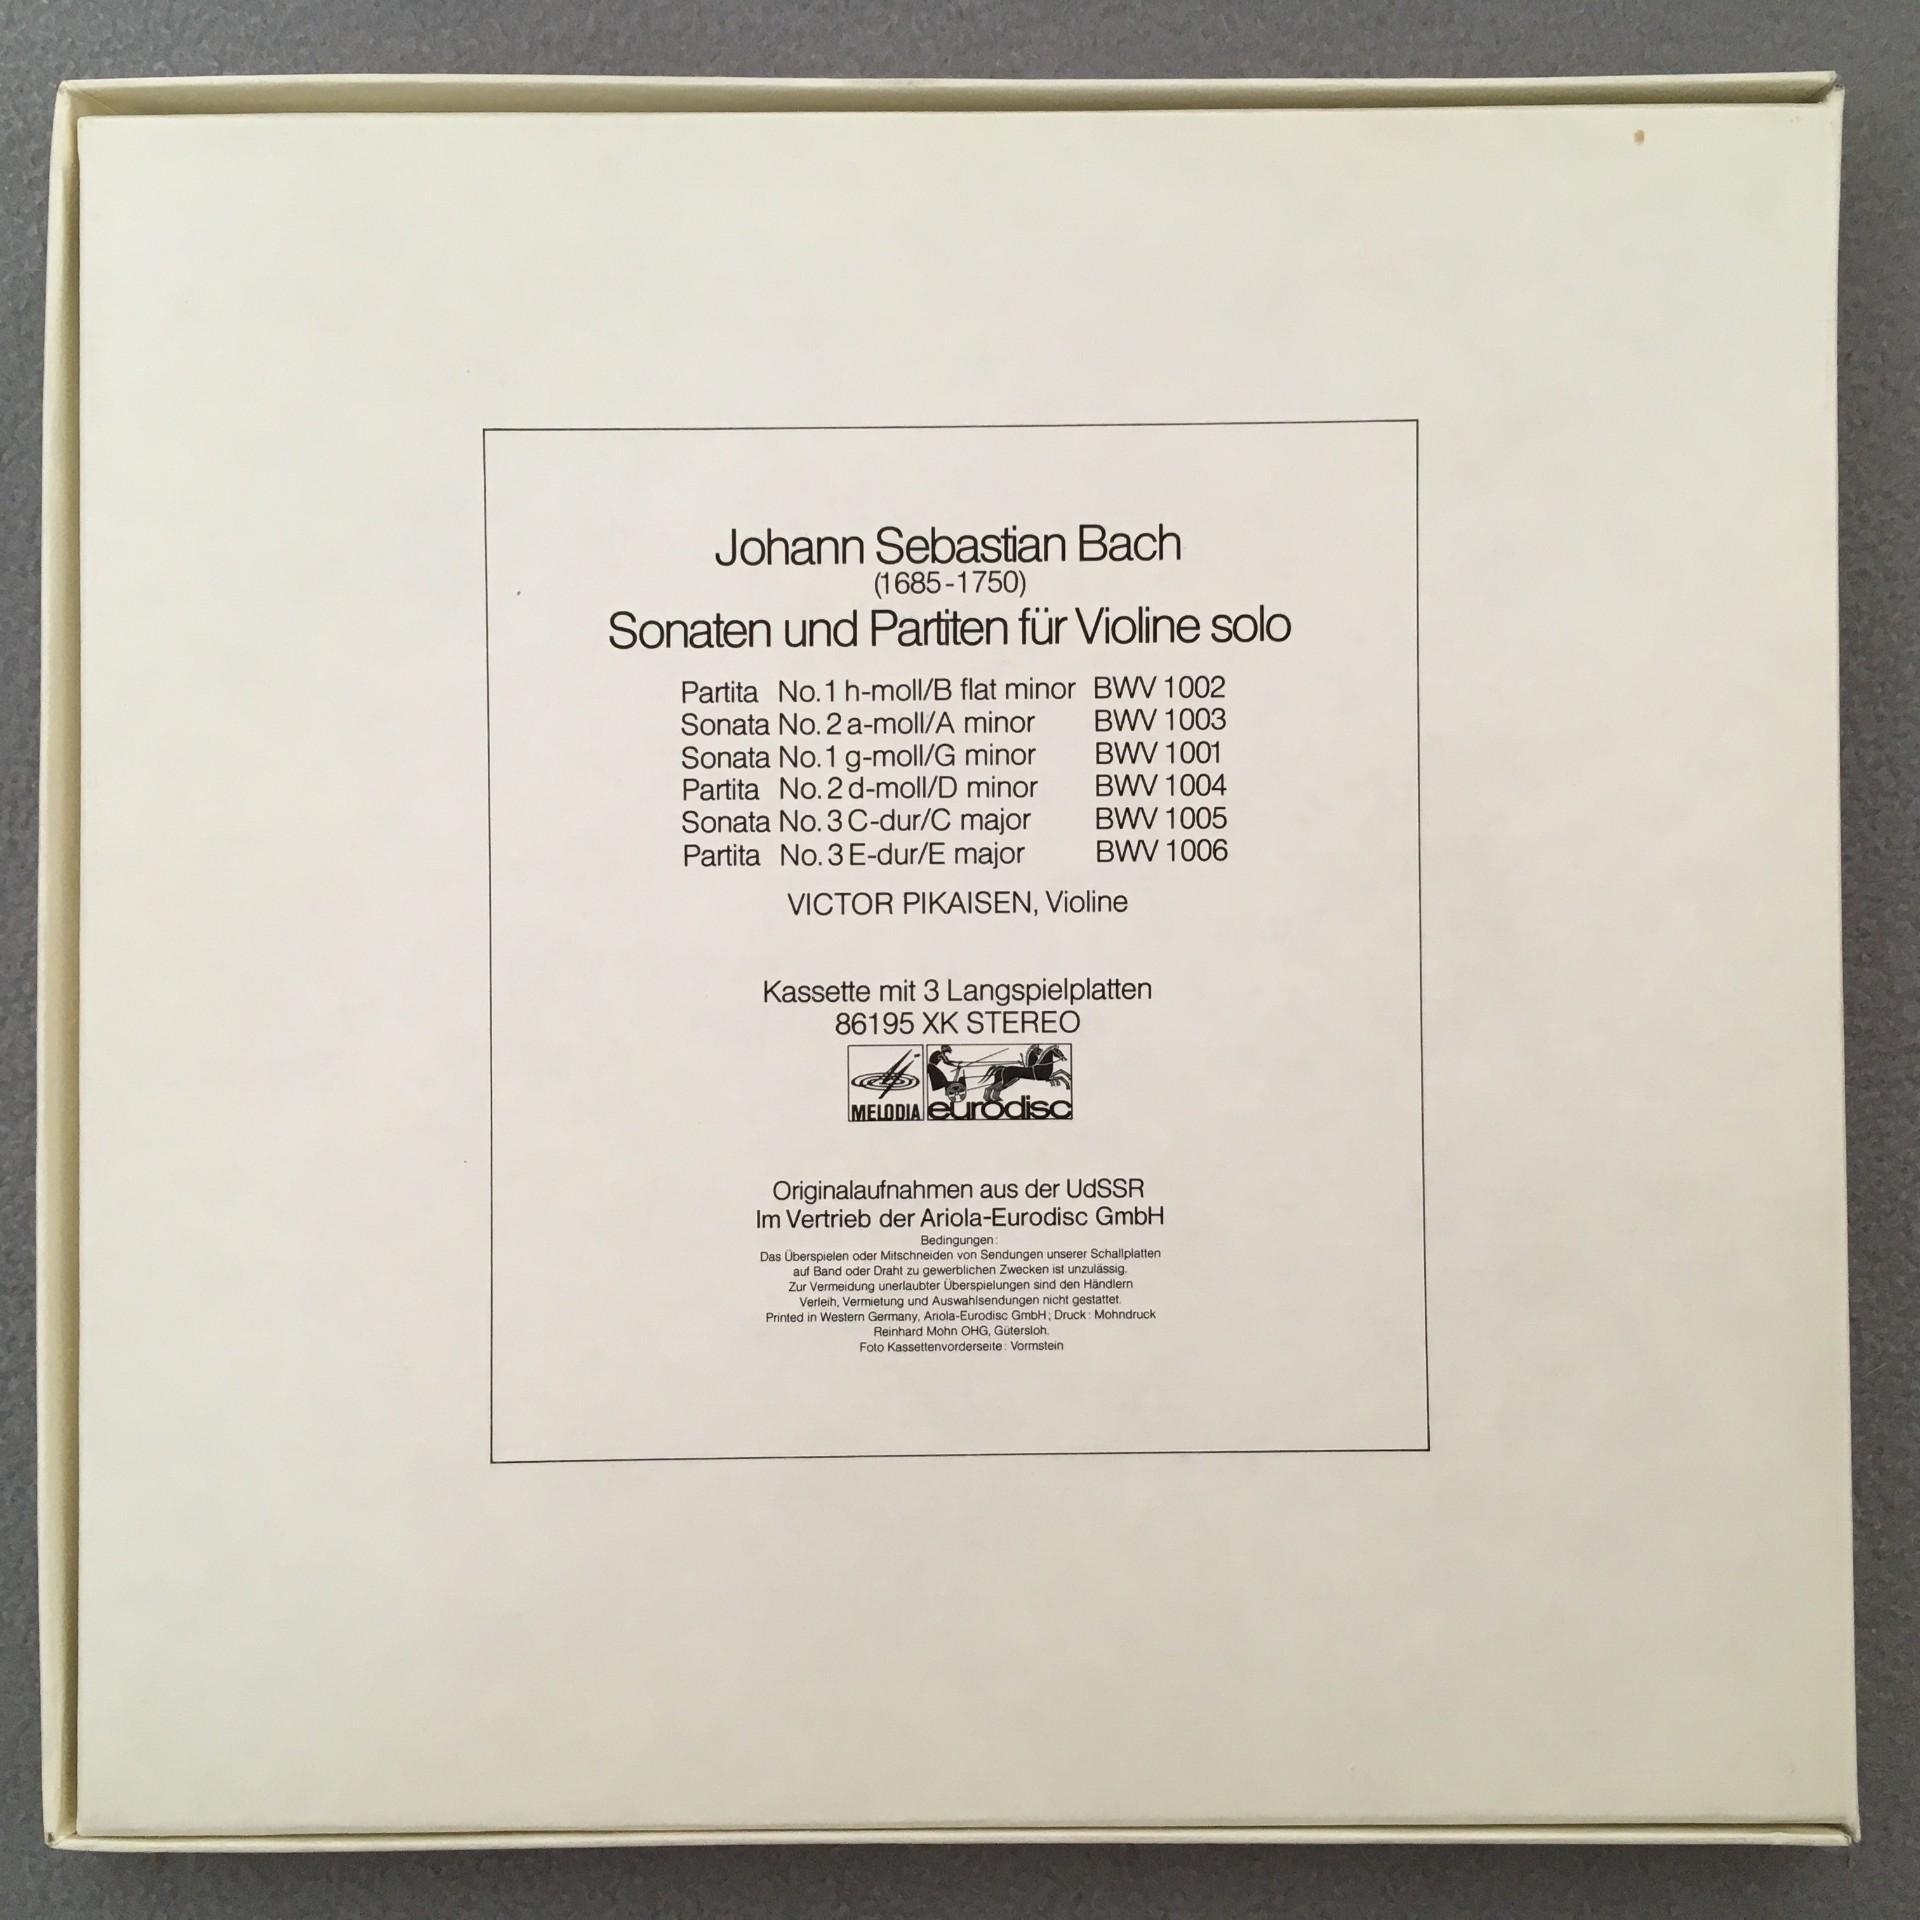 Johann Sebastian Bach
(1685-1750)
Sonaten und Partiten für Violine solo
Partita No.1 h-moll/B flat minor BWV 1002
Sonata No.2 a-moll/A minor BWV 1003
Sonata No.1 g-moll/G minor BWV 1001
Partita No.2 d-moll/D minor BWV 1004
Sonata No.3 C-dur/C major BWV 1005
Partita No.3 E-dur/E major BWV 1006
VICTOR PIKAISEN, Violine
Kassette mit 3 Langspielplatten
86195 XK STEREO
MELODIA eurodisc
Originalaufnahmen aus der UdSSR
Im Vertrieb der Ariola-Eurodisc GmbH
Bedingungen:
Das Überspielen oder Mitschneiden von Sendungen unserer Schallplatten
auf Band oder Draht zu gewerblichen Zwecken ist unzulässig.
Zur Vermeidung unerlaubter Überspielungen sind den Händlern
Verleih, Vermietung und Auswahlsendungen nicht gestattet.
Printed in Western Germany, Ariola-Eurodisc GmbH; Druck: Mohndruck
Reinhard Mohn OHG, Gütersloh.
Foto Kassettenvorderseite: Vormstein